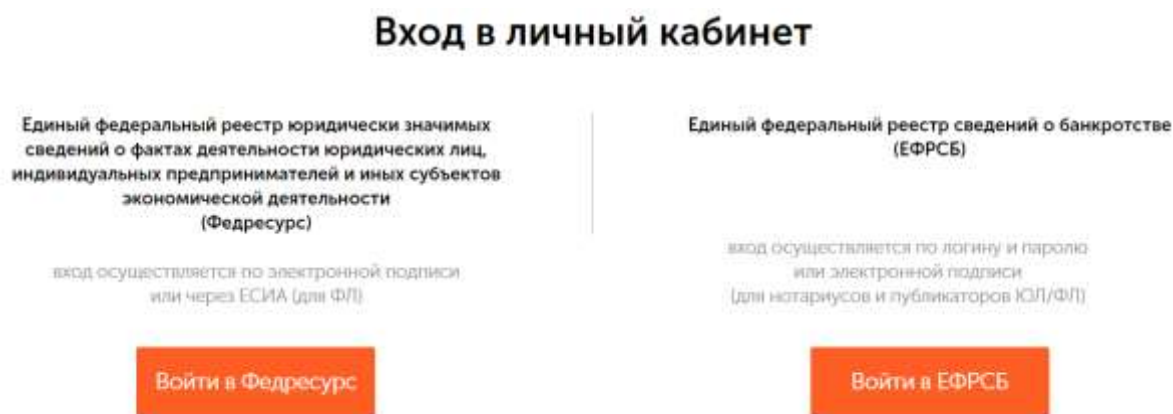 Вход в личный кабинет
Единый федеральный реестр юридически значимых
сведений о фактах деятельности юридических лиц,
индивидуальных предпринимателей и иных субъектов
экономической деятельности
(Федресурс)
вход осуществляется по электронной подписи
или через ЕСИА (для ФЛ)
Войти в Федресурс
Единый федеральный реестр сведений о банкротстве
(ЕФРСБ)
вход осуществляется по логину и паролю
или электронной подписи
(для нотариусов и публикаторов ЮЛ/ФЛ)
Войти в ЕФРСБ